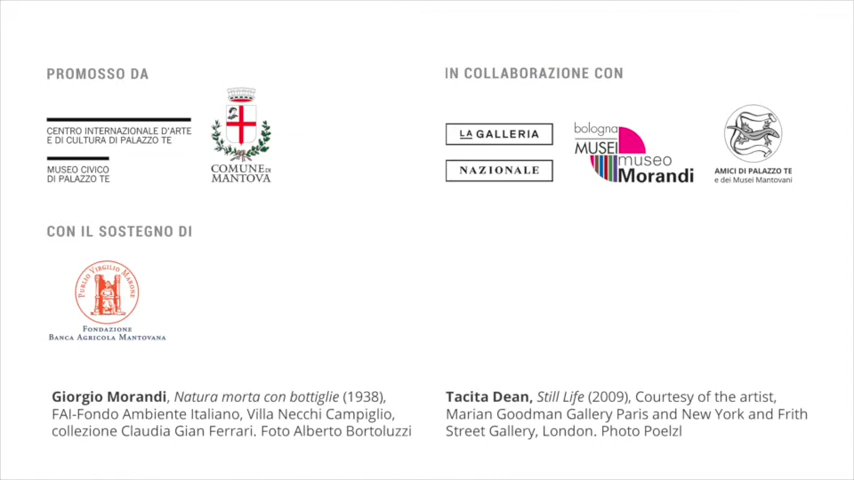 PROMOSSO DA
CENTRO INTERNAZIONALE D'ARTE
E DI CULTURA DI PALAZZO TE
MUSEO CIVICO
DI PALAZZO TE
COMUNE DI
MANTOVA
IN COLLABORAZIONE CON
LA GALLERIA
NAZIONALE
bologna
MUSEI
museo
Morandi
AMICI DI PALAZZO TE
e dei Musei Mantovani
CON IL SOSTEGNO DI
PUBLIO VIRGILIO MARONE
FONDAZIONE
BANCA AGRICOLA MANTOVANA
Giorgio Morandi, Natura morta con bottiglie (1938),
FAI-Fondo Ambiente Italiano, Villa Necchi Campiglio,
collezione Claudia Gian Ferrari. Foto Alberto Bortoluzzi
Tacita Dean, Still Life (2009), Courtesy of the artist,
Marian Goodman Gallery Paris and New York and Frith
Street Gallery, London. Photo Poelzl